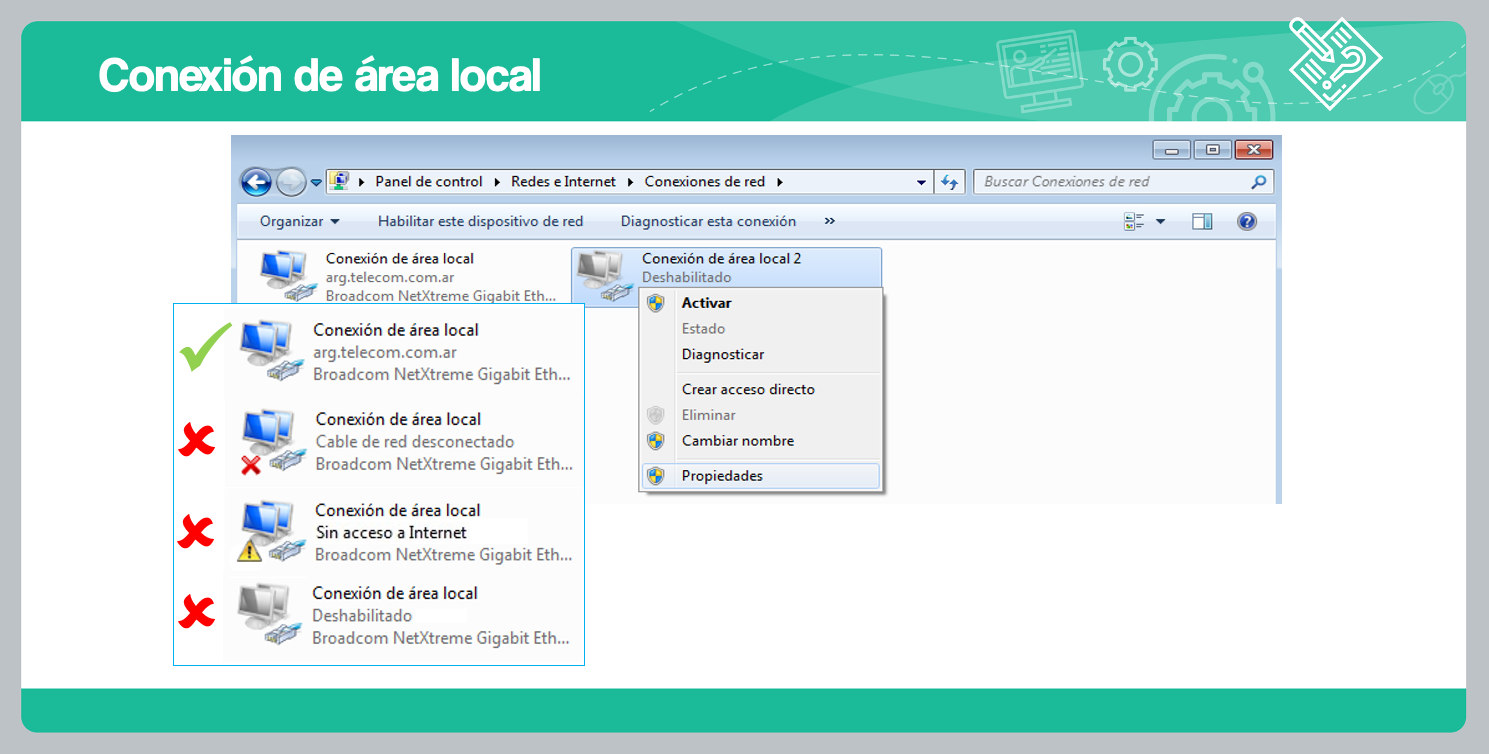 Conexión de área local
Panel de control Redes e Internet Conexiones de red
Buscar Conexiones de red
Organizar Habilitar este dispositivo de red Diagnosticar esta conexión »
Conexión de área local
arg.telecom.com.ar
Broadcom NetXtreme Gigabit Eth...
Conexión de área local 2
Deshabilitado
Activar
Estado
Diagnosticar
Crear acceso directo
Eliminar
Cambiar nombre
Propiedades
Conexión de área local
arg.telecom.com.ar
Broadcom NetXtreme Gigabit Eth...
Conexión de área local
Cable de red desconectado
Broadcom NetXtreme Gigabit Eth...
Conexión de área local
Sin acceso a Internet
Broadcom NetXtreme Gigabit Eth...
Conexión de área local
Deshabilitado
Broadcom NetXtreme Gigabit Eth...